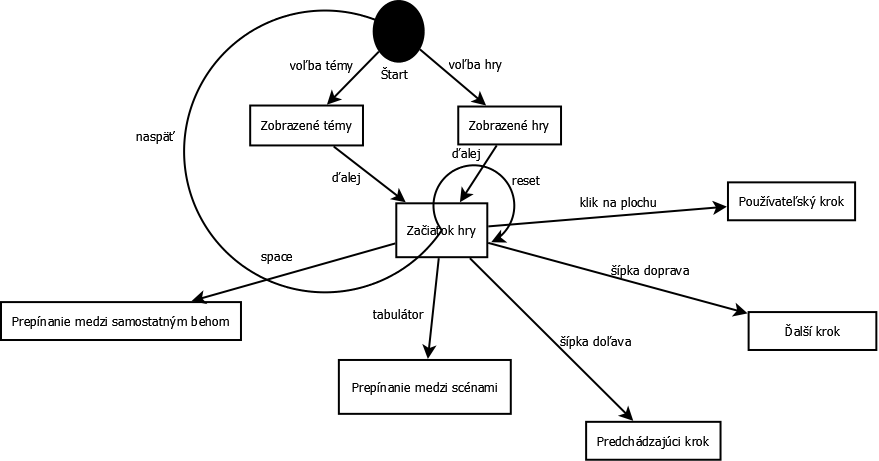 voľba témy
voľba hry
Štart
Zobrazené témy
Zobrazené hry
naspäť
ďalej
ďalej
reset
klik na plochu
Používateľský krok
Začiatok hry
space
šípka doprava
tabulátor
Prepínanie medzi samostatným behom
šípka doľava
Ďalší krok
Prepínanie medzi scénami
Predchádzajúci krok